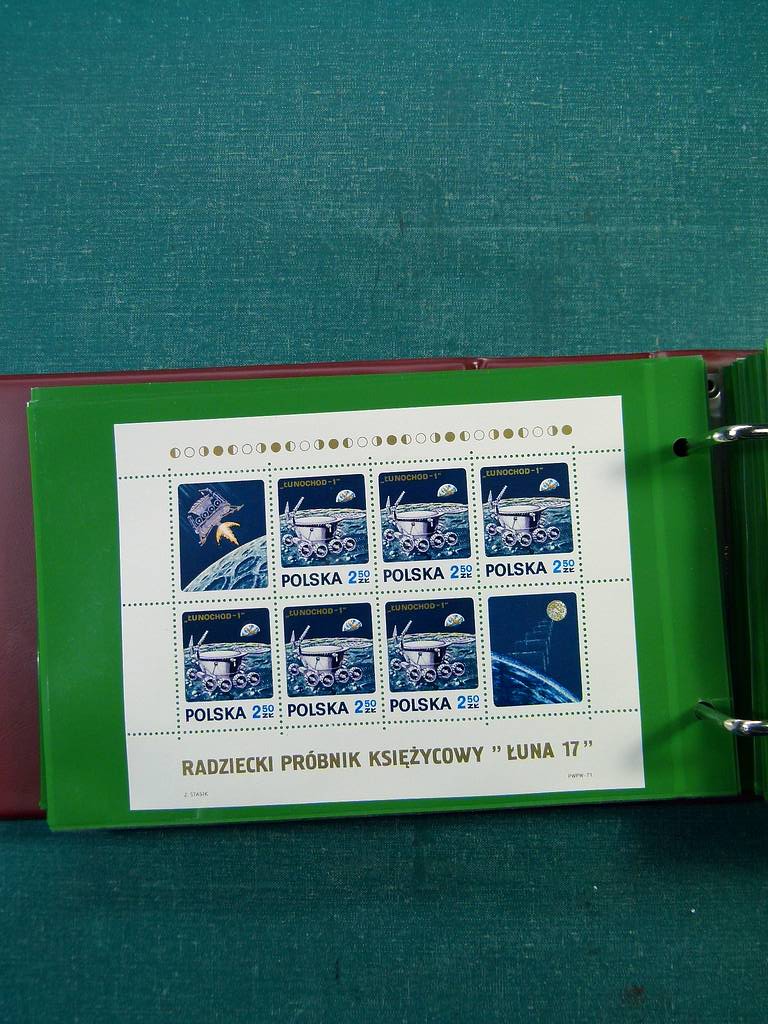 „ŁUNOCHOD-1” „ŁUNOCHOD-1” „ŁUNOCHOD-1”
POLSKA 2 50 ZŁ POLSKA 2 50 ZŁ POLSKA 2 50 ZŁ
„ŁUNOCHOD-1” „ŁUNOCHOD-1” „ŁUNOCHOD-1”
POLSKA 2 50 ZŁ POLSKA 2 50 ZŁ POLSKA 2 50 ZŁ
RADZIECKI PRÓBNIK KSIĘŻYCOWY ” ŁUNA 17 ”
Z. STASIK PWPW-71